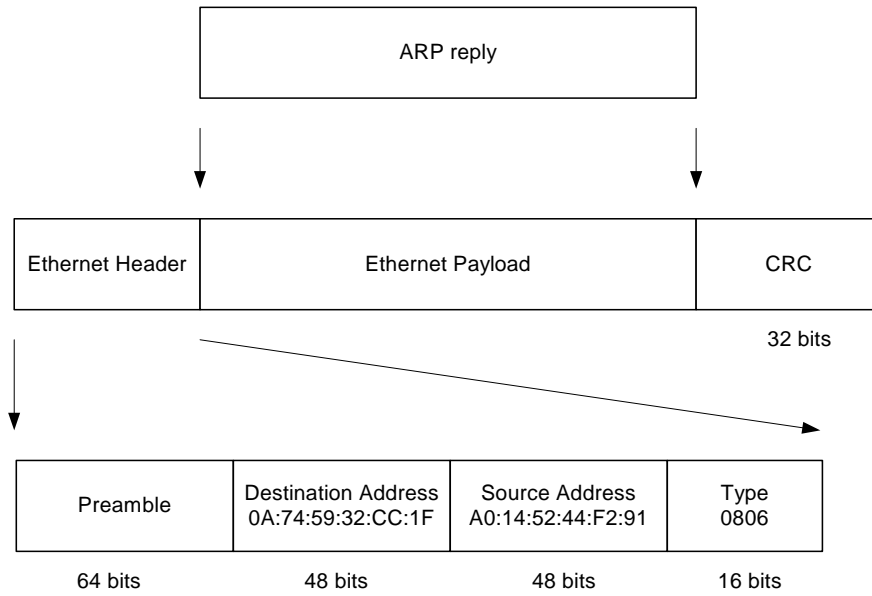 ARP reply
Ethernet Header
Ethernet Payload
CRC
32 bits
Preamble
Destination Address
0A:74:59:32:CC:1F
Source Address
A0:14:52:44:F2:91
Type
0806
64 bits
48 bits
48 bits
16 bits